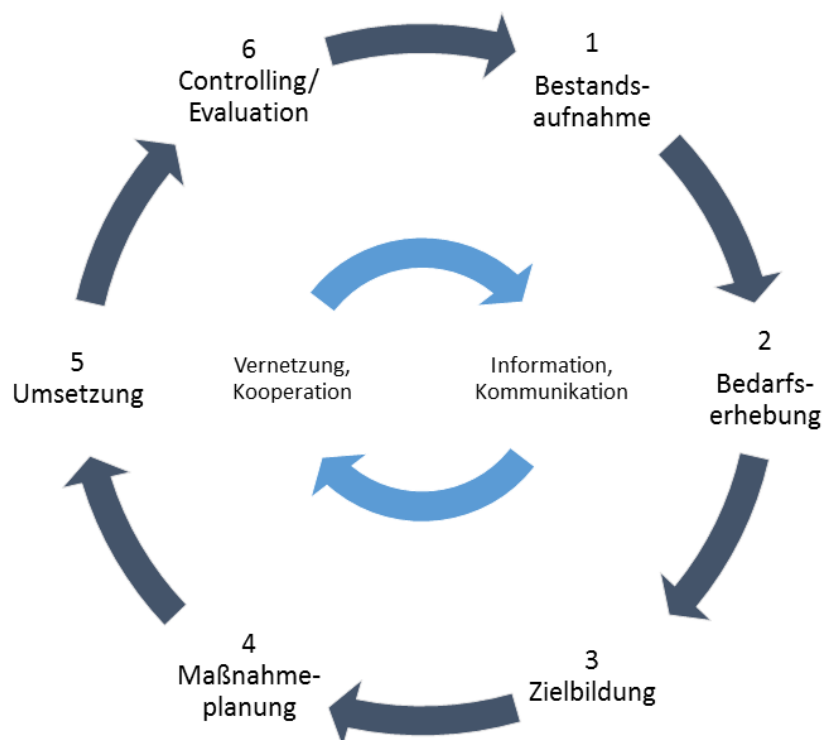 1
Bestands-
aufnahme
2
Bedarfs-
erhebung
3
Zielbildung
4
Maßnahme-
planung
5
Umsetzung
6
Controlling/
Evaluation
Vernetzung,
Kooperation
Information,
Kommunikation